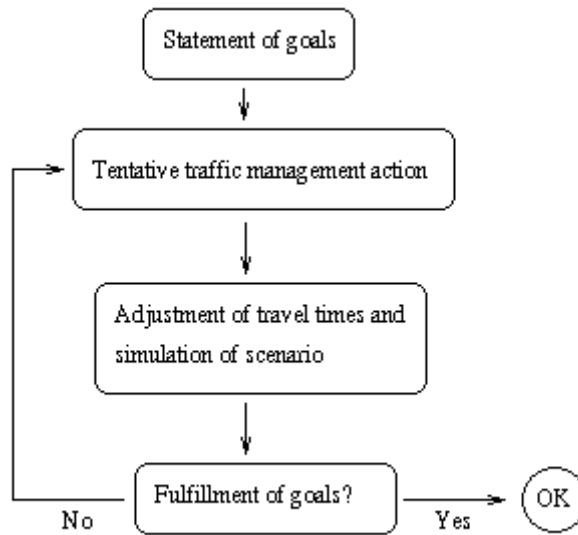 Statement of goals
Tentative traffic management action
Adjustment of travel times and
simulation of scenario
Fulfillment of goals?
No
Yes
OK